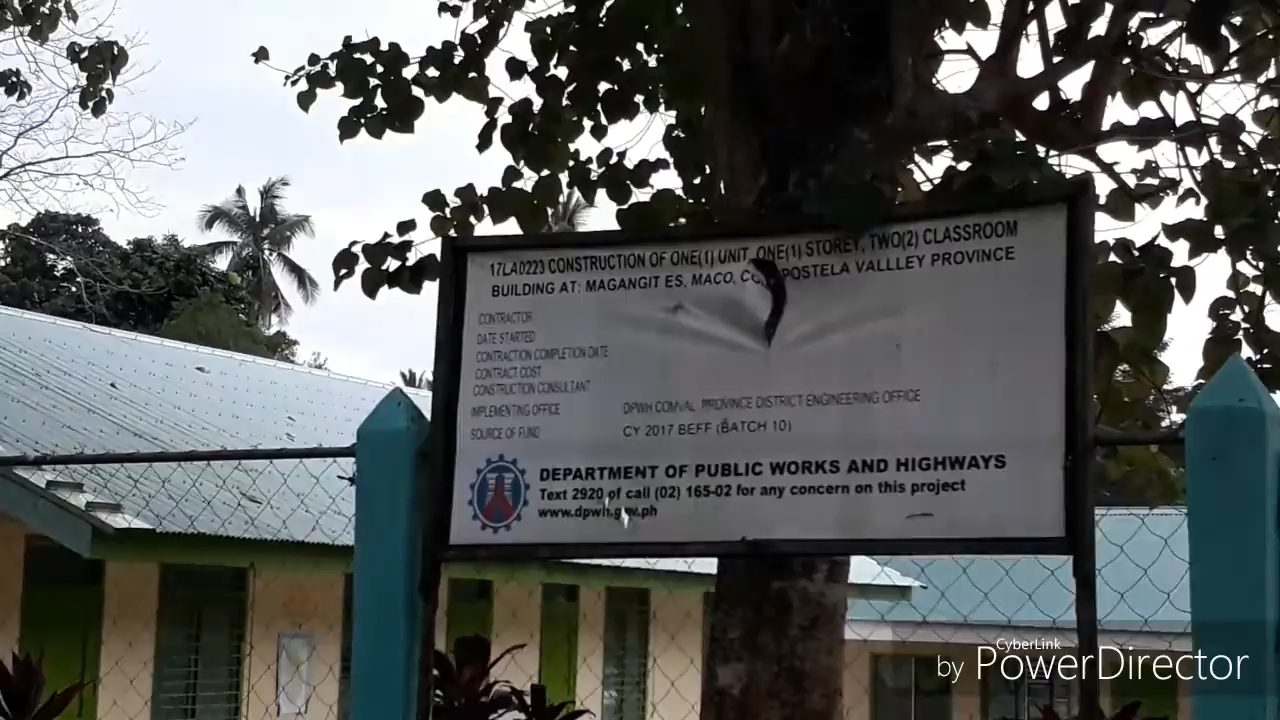 17LA0223 CONSTRUCTION OF ONE(1) UNIT, ONE(1) STOREY, TWO(2) CLASSROOM
BUILDING AT: MAGANGIT ES, MACO, CO POSTELA VALLLEY PROVINCE
CONTRACTOR
DATE STARTED
CONTRACTION COMPLETION DATE
CONTRACT COST
CONSTRUCTION CONSULTANT
IMPLEMENTING OFFICE DPWH COMVAL PROVINCE DISTRICT ENGINEERING OFFICE
SOURCE OF FUND CY 2017 BEFF (BATCH 10)
DEPARTMENT OF PUBLIC WORKS AND HIGHWAYS
Text 2920 of call (02) 165-02 for any concern on this project
www.dpwh.gov.ph
CyberLink
by PowerDirector